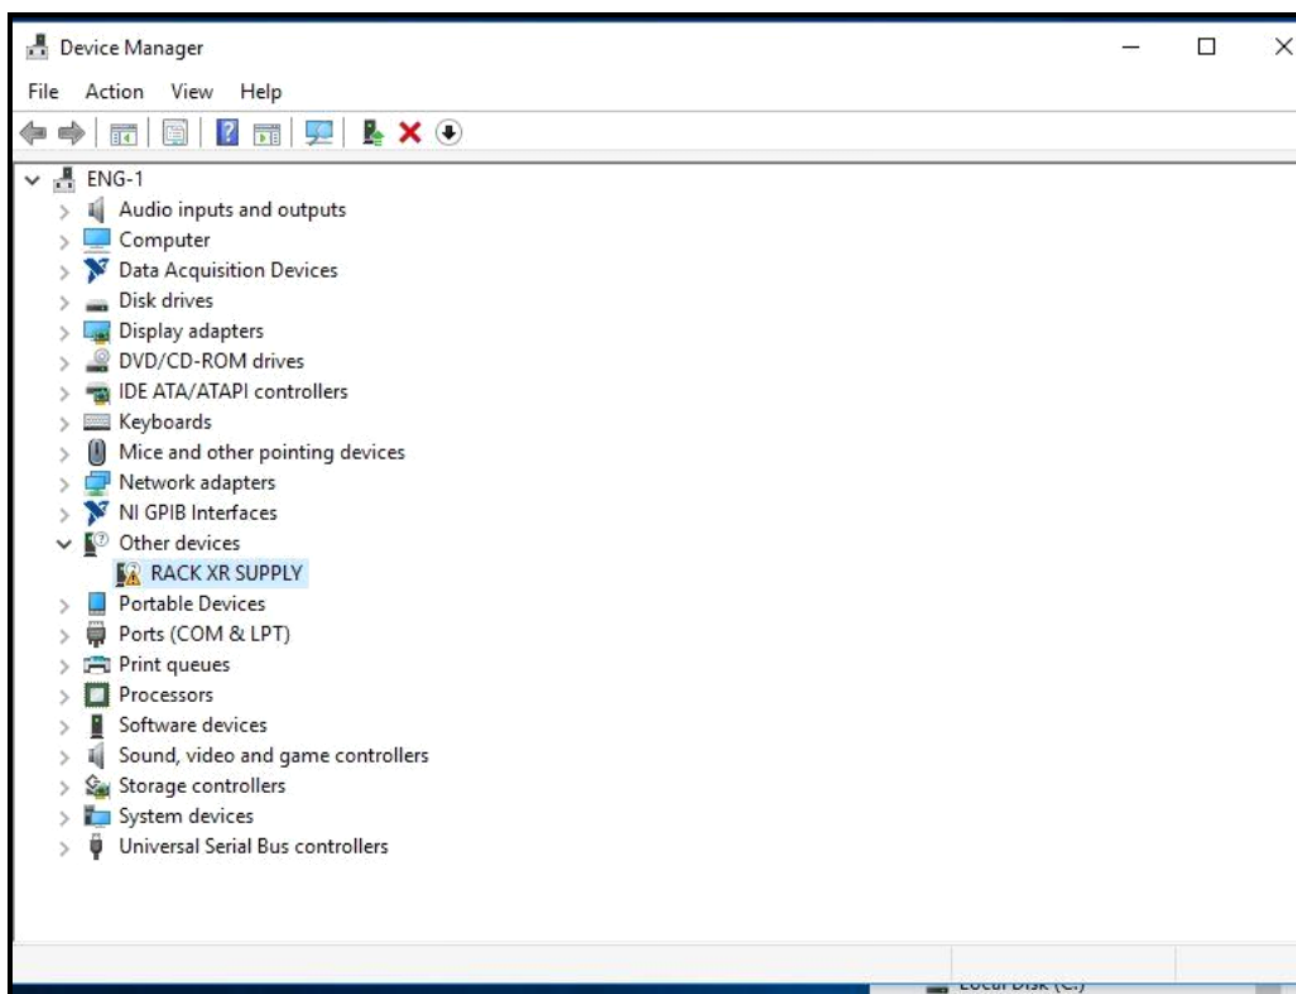 Device Manager
File Action View Help
ENG-1
Audio inputs and outputs
Computer
Data Acquisition Devices
Disk drives
Display adapters
DVD/CD-ROM drives
IDE ATA/ATAPI controllers
Keyboards
Mice and other pointing devices
Network adapters
NI GPIB Interfaces
Other devices
RACK XR SUPPLY
Portable Devices
Ports (COM & LPT)
Print queues
Processors
Software devices
Sound, video and game controllers
Storage controllers
System devices
Universal Serial Bus controllers
Local Disk (C:)